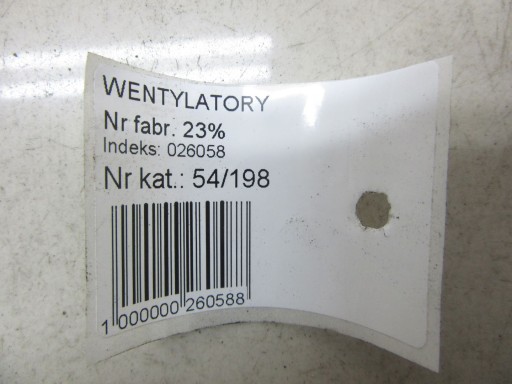 WENTYLATORY
Nr fabr. 23%
Indeks: 026058
Nr kat.: 54/198
1 000000 260588